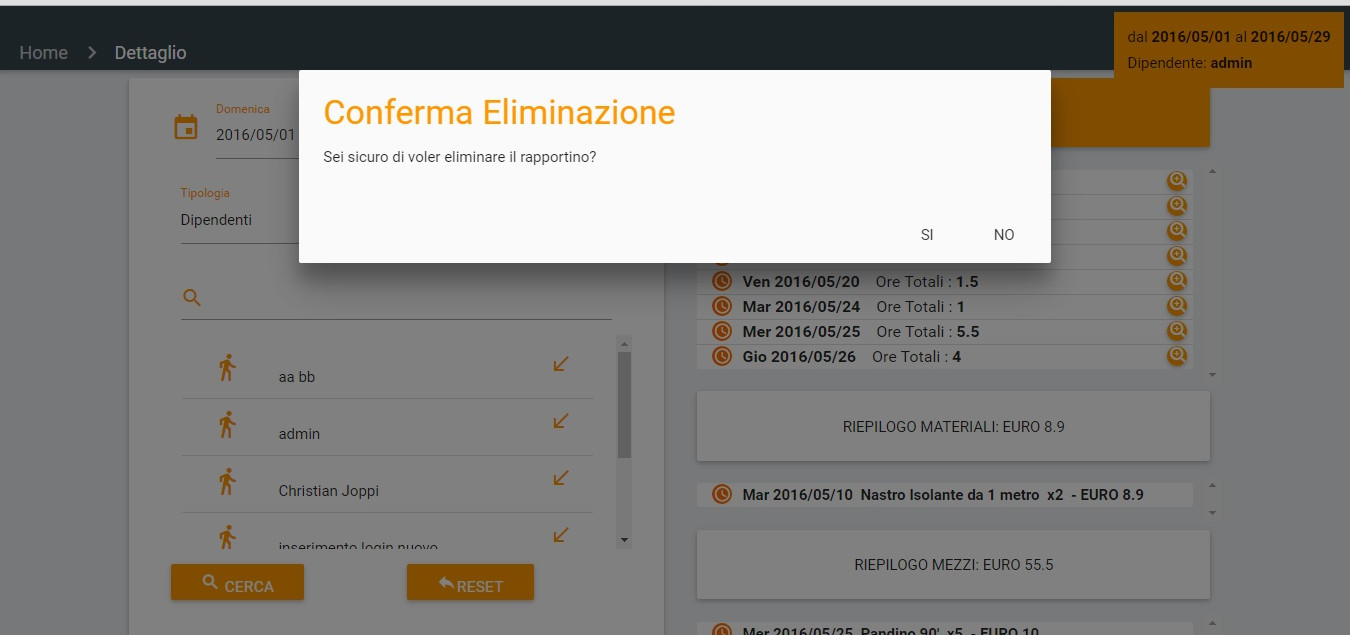 Home > Dettaglio
dal 2016/05/01 al 2016/05/29
Dipendente: admin
Conferma Eliminazione
Sei sicuro di voler eliminare il rapportino?
SI NO
Domenica
2016/05/01
Tipologia
Dipendenti
aa bb
admin
Christian Joppi
inserimento login nuovo
CERCA RESET
Ven 2016/05/20 Ore Totali : 1.5
Mar 2016/05/24 Ore Totali : 1
Mer 2016/05/25 Ore Totali : 5.5
Gio 2016/05/26 Ore Totali : 4
RIEPILOGO MATERIALI: EURO 8.9
Mar 2016/05/10 Nastro Isolante da 1 metro x2 - EURO 8.9
RIEPILOGO MEZZI: EURO 55.5
Mer 2016/05/25 Pandino 90' x5 - EURO 10